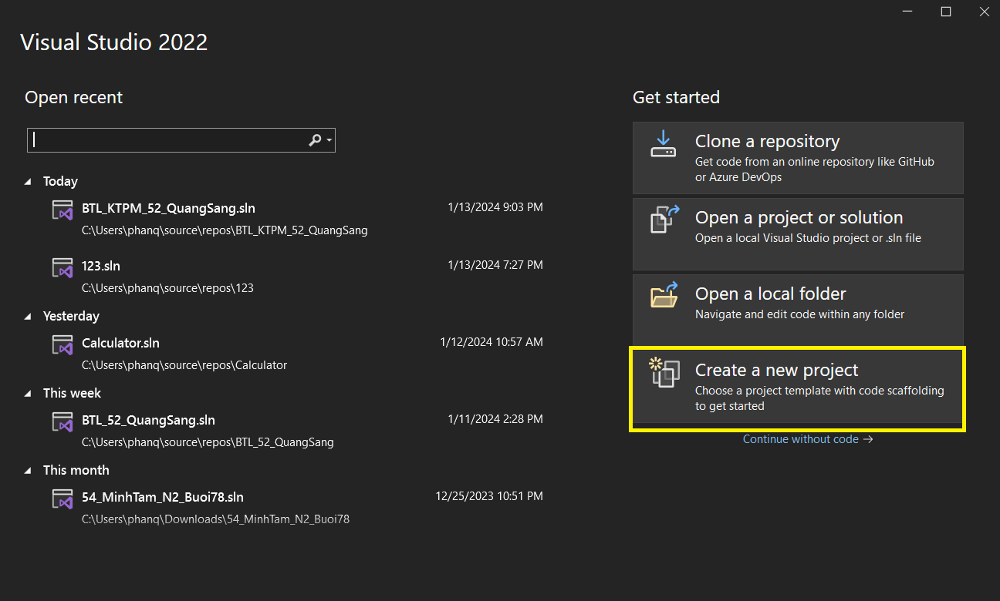 Visual Studio 2022
Open recent
Today
BTL_KTPM_52_QuangSang.sln 1/13/2024 9:03 PM
C:\Users\phanq\source\repos\BTL_KTPM_52_QuangSang
123.sln 1/13/2024 7:27 PM
C:\Users\phanq\source\repos\123
Yesterday
Calculator.sln 1/12/2024 10:57 AM
C:\Users\phanq\source\repos\Calculator
This week
BTL_52_QuangSang.sln 1/11/2024 2:28 PM
C:\Users\phanq\source\repos\BTL_52_QuangSang
This month
54_MinhTam_N2_Buoi78.sln 12/25/2023 10:51 PM
C:\Users\phanq\Downloads\54_MinhTam_N2_Buoi78
Get started
Clone a repository
Get code from an online repository like GitHub
or Azure DevOps
Open a project or solution
Open a local Visual Studio project or .sln file
Open a local folder
Navigate and edit code within any folder
Create a new project
Choose a project template with code scaffolding
to get started
Continue without code →